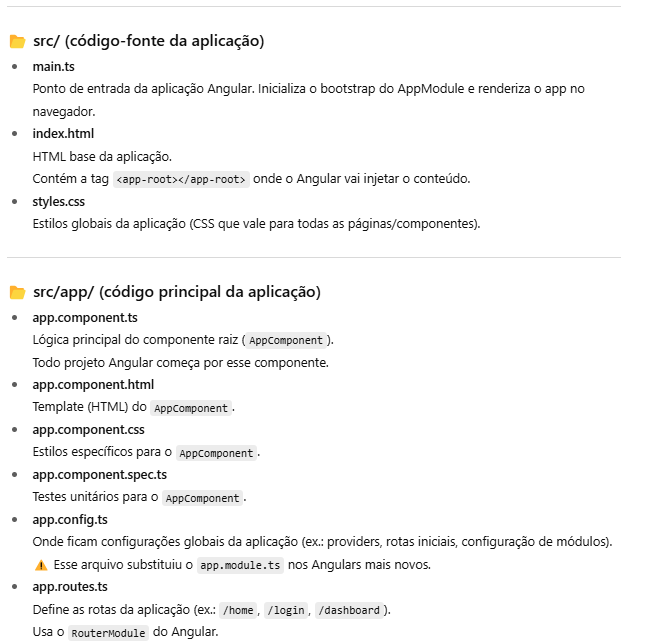 src/ (código-fonte da aplicação)
main.ts
Ponto de entrada da aplicação Angular. Inicializa o bootstrap do AppModule e renderiza o app no
navegador.
index.html
HTML base da aplicação.
Contém a tag <app-root></app-root> onde o Angular vai injetar o conteúdo.
styles.css
Estilos globais da aplicação (CSS que vale para todas as páginas/componentes).
src/app/ (código principal da aplicação)
app.component.ts
Lógica principal do componente raiz ( AppComponent ).
Todo projeto Angular começa por esse componente.
app.component.html
Template (HTML) do AppComponent.
app.component.css
Estilos específicos para o AppComponent.
app.component.spec.ts
Testes unitários para o AppComponent.
app.config.ts
Onde ficam configurações globais da aplicação (ex.: providers, rotas iniciais, configuração de módulos).
⚠️ Esse arquivo substituiu o app.module.ts nos Angulars mais novos.
app.routes.ts
Define as rotas da aplicação (ex.: /home, /login, /dashboard).
Usa o RouterModule do Angular.